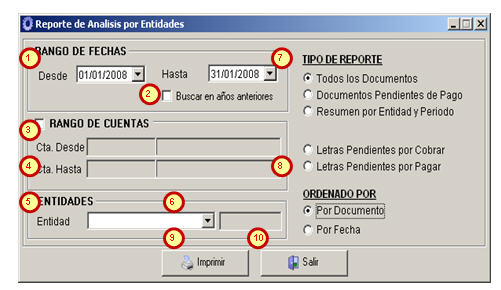 Reporte de Analisis por Entidades
1 RANGO DE FECHAS
Desde 01/01/2008 Hasta 31/01/2008 7
2 Buscar en años anteriores
3 RANGO DE CUENTAS
Cta. Desde
4 Cta. Hasta
8
5 ENTIDADES
6
Entidad
9 10
TIPO DE REPORTE
Todos los Documentos
Documentos Pendientes de Pago
Resumen por Entidad y Periodo
Letras Pendientes por Cobrar
Letras Pendientes por Pagar
ORDENADO POR
Por Documento
Por Fecha
Imprimir Salir